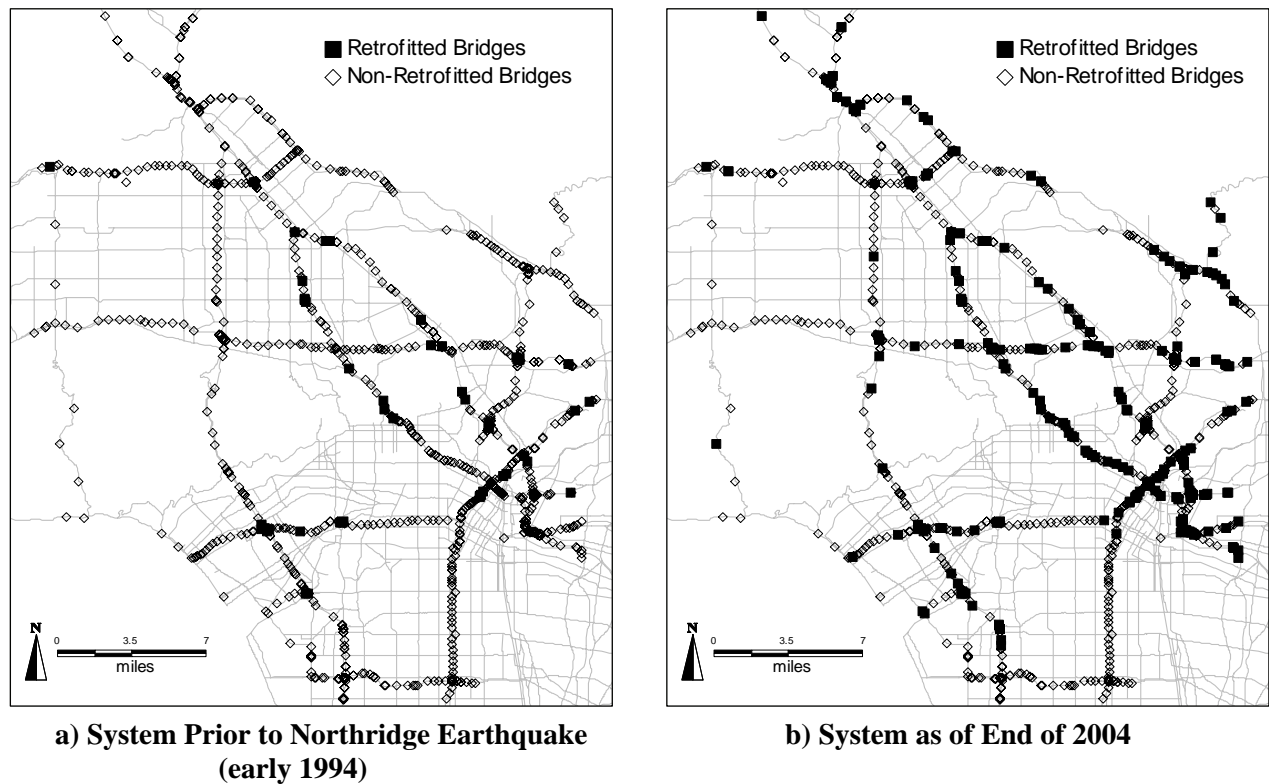 Retrofitted Bridges
Non-Retrofitted Bridges
N
0 3.5 7
miles
a) System Prior to Northridge Earthquake
(early 1994)
Retrofitted Bridges
Non-Retrofitted Bridges
N
0 3.5 7
miles
b) System as of End of 2004